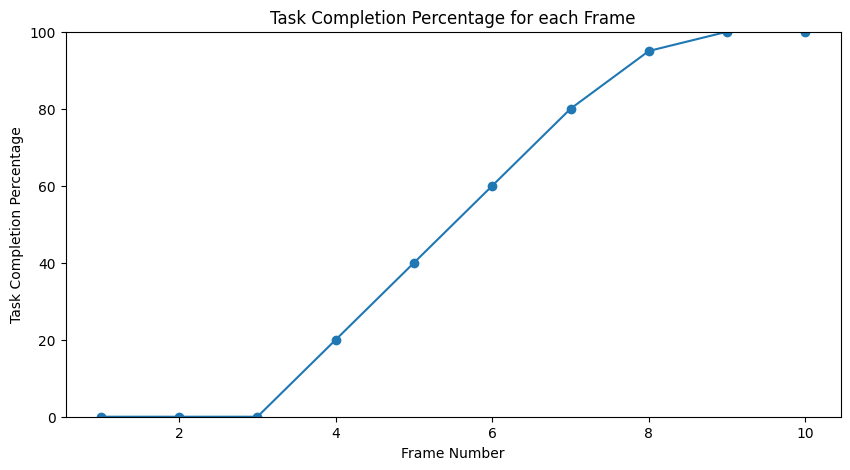 Task Completion Percentage for each Frame
100
80
60
40
20
0
Task Completion Percentage
2 4 6 8 10
Frame Number